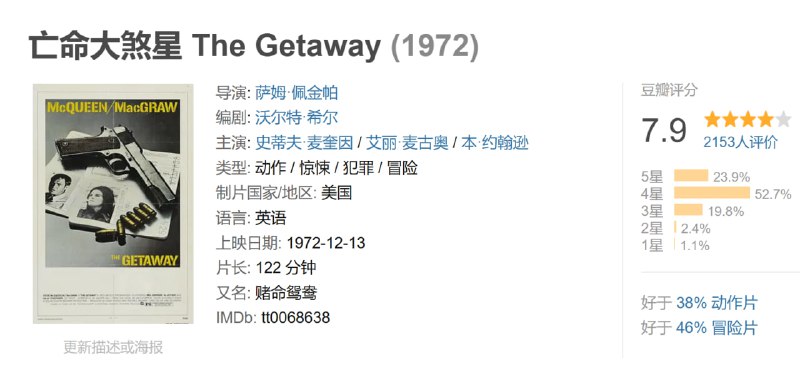 亡命大煞星 The Getaway (1972)
McQUEEN/MacGRAW
THE GETAWAY
更新描述或海报
导演: 萨姆·佩金帕
编剧: 沃尔特·希尔
主演: 史蒂夫·麦奎因 / 艾丽·麦古奥 / 本·约翰逊
类型: 动作 / 惊悚 / 犯罪 / 冒险
制片国家/地区: 美国
语言: 英语
上映日期: 1972-12-13
片长: 122 分钟
又名: 赌命鸳鸯
IMDb: tt0068638
豆瓣评分
7.9
2153人评价
5星 23.9%
4星 52.7%
3星 19.8%
2星 2.4%
1星 1.1%
好于 38% 动作片
好于 46% 冒险片